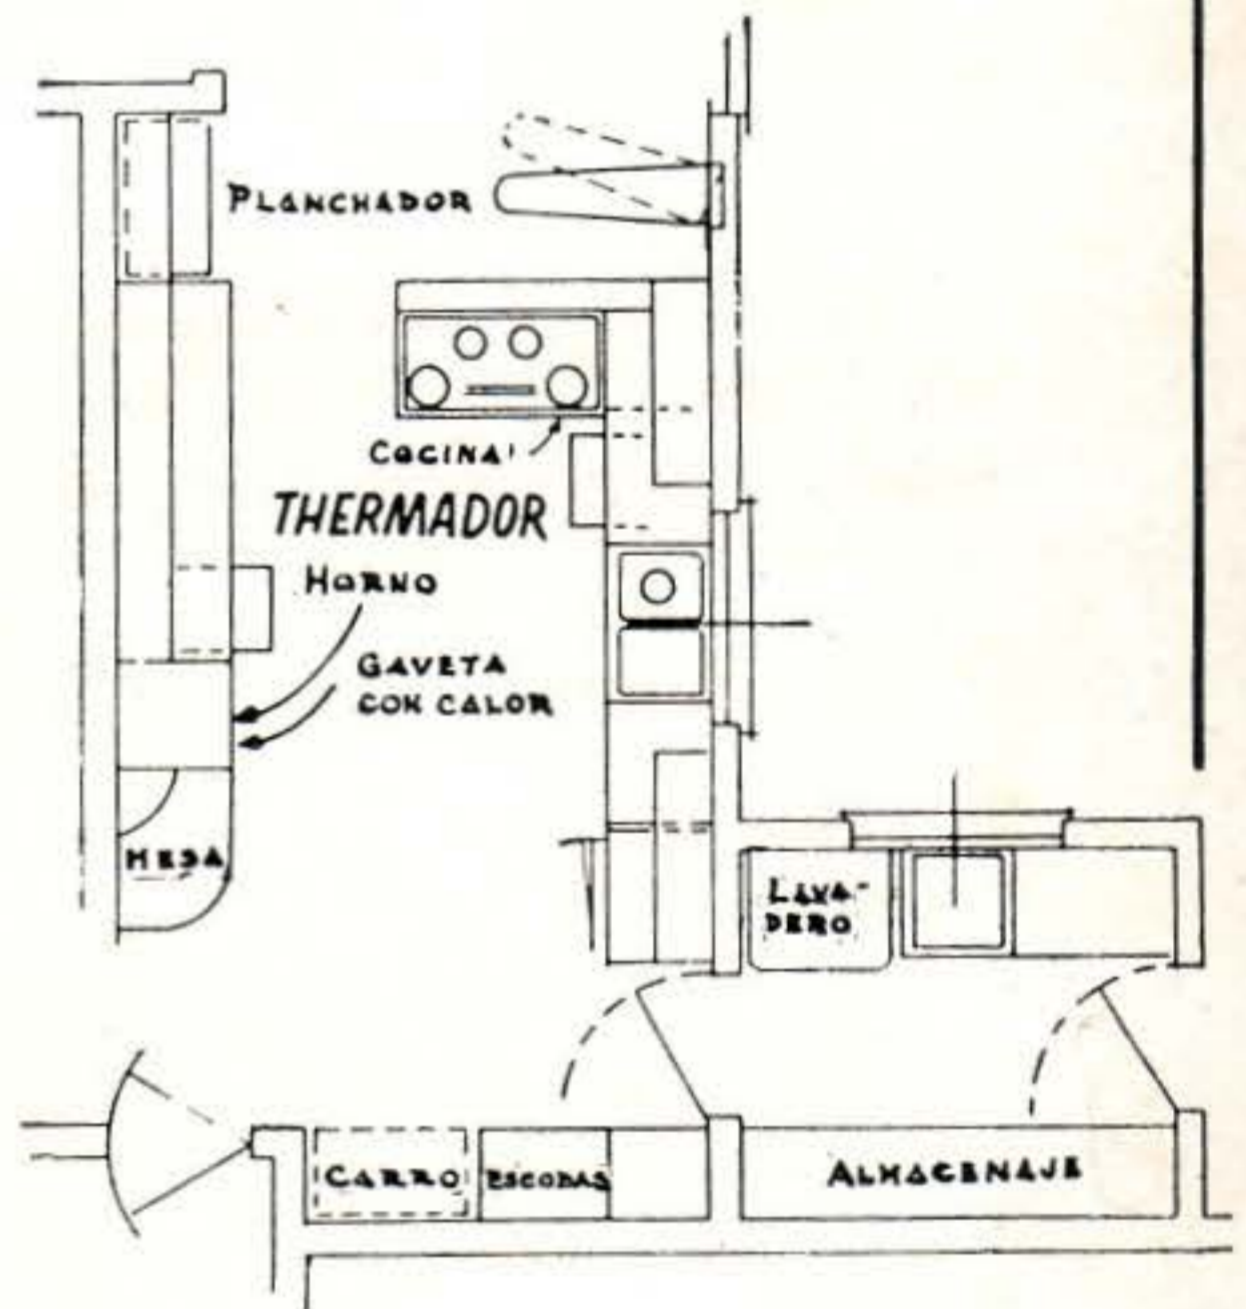 PLANCHADOR
COCINA
THERMADOR
HORNO
GAVETA
CON CALOR
MESA
LAVA-
DERO
CARRO
ESCOBAS
ALMACENAJE